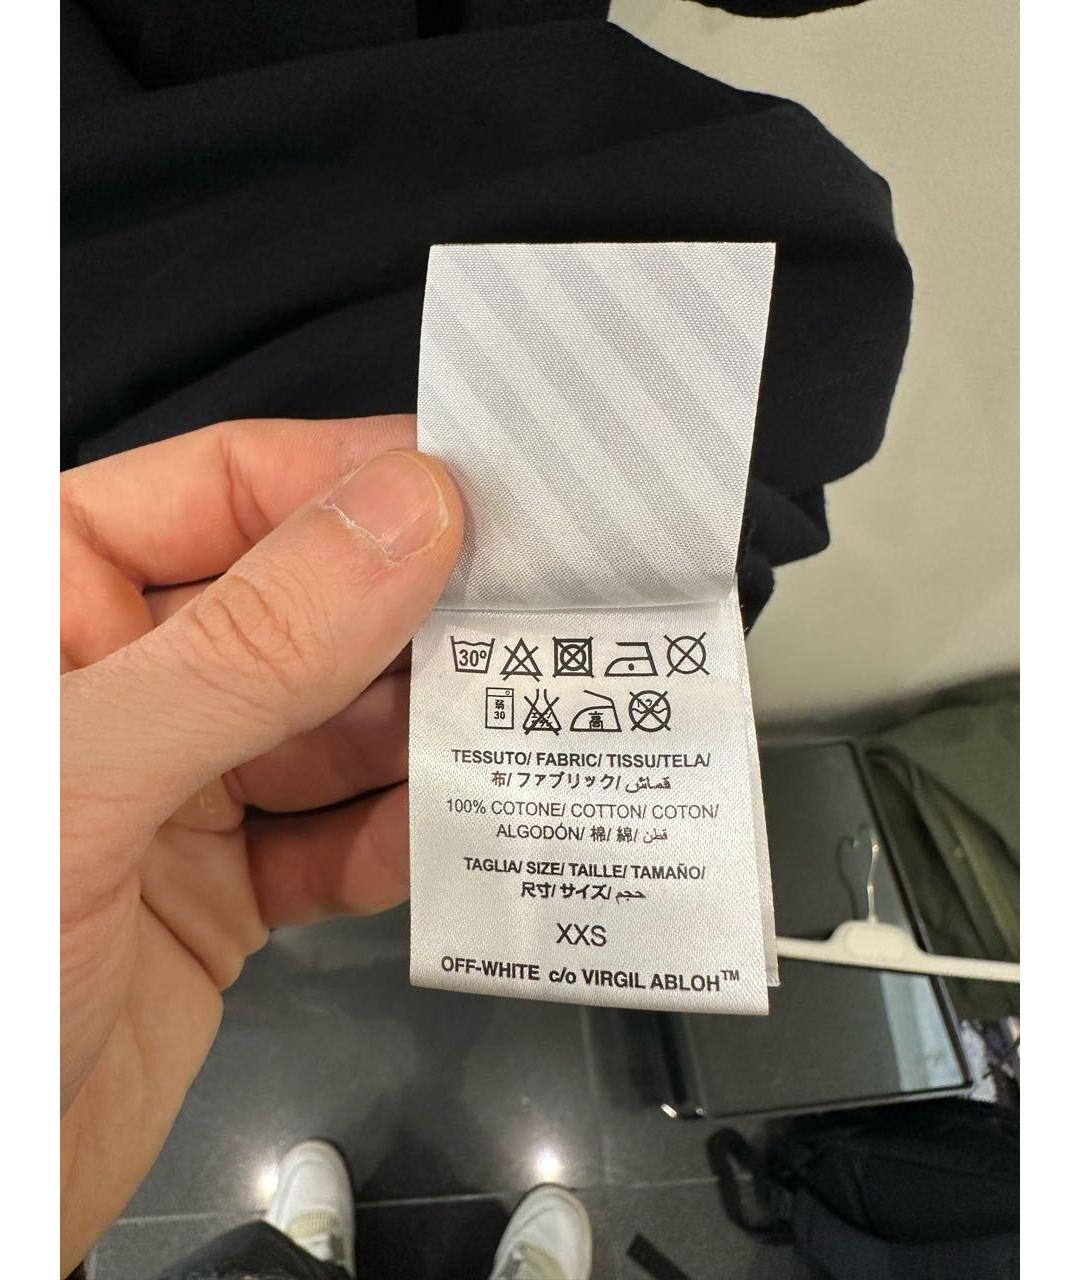 30°
弱
30
高
TESSUTO/ FABRIC/ TISSU/TELA/
布/ ファブリック/ قماش/
100% COTONE/ COTTON/ COTON/
ALGODÓN/ 棉/ 綿/ قطن/
TAGLIA/ SIZE/ TAILLE/ TAMAÑO/
尺寸/ サイズ/ حجم/
XXS
OFF-WHITE c/o VIRGIL ABLOH™